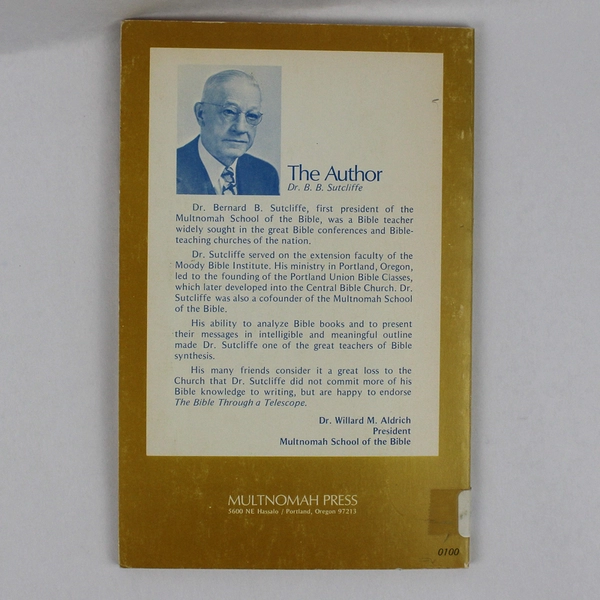 The Author
Dr. B. B. Sutcliffe
Dr. Bernard B. Sutcliffe, first president of the
Multnomah School of the Bible, was a Bible teacher
widely sought in the great Bible conferences and Bible-
teaching churches of the nation.
Dr. Sutcliffe served on the extension faculty of the
Moody Bible Institute. His ministry in Portland, Oregon,
led to the founding of the Portland Union Bible Classes,
which later developed into the Central Bible Church. Dr.
Sutcliffe was also a cofounder of the Multnomah School
of the Bible.
His ability to analyze Bible books and to present
their messages in intelligible and meaningful outline
made Dr. Sutcliffe one of the great teachers of Bible
synthesis.
His many friends consider it a great loss to the
Church that Dr. Sutcliffe did not commit more of his
Bible knowledge to writing, but are happy to endorse
The Bible Through a Telescope.
Dr. Willard M. Aldrich
President
Multnomah School of the Bible
MULTNOMAH PRESS
5600 NE Hassalo / Portland, Oregon 97213
0100